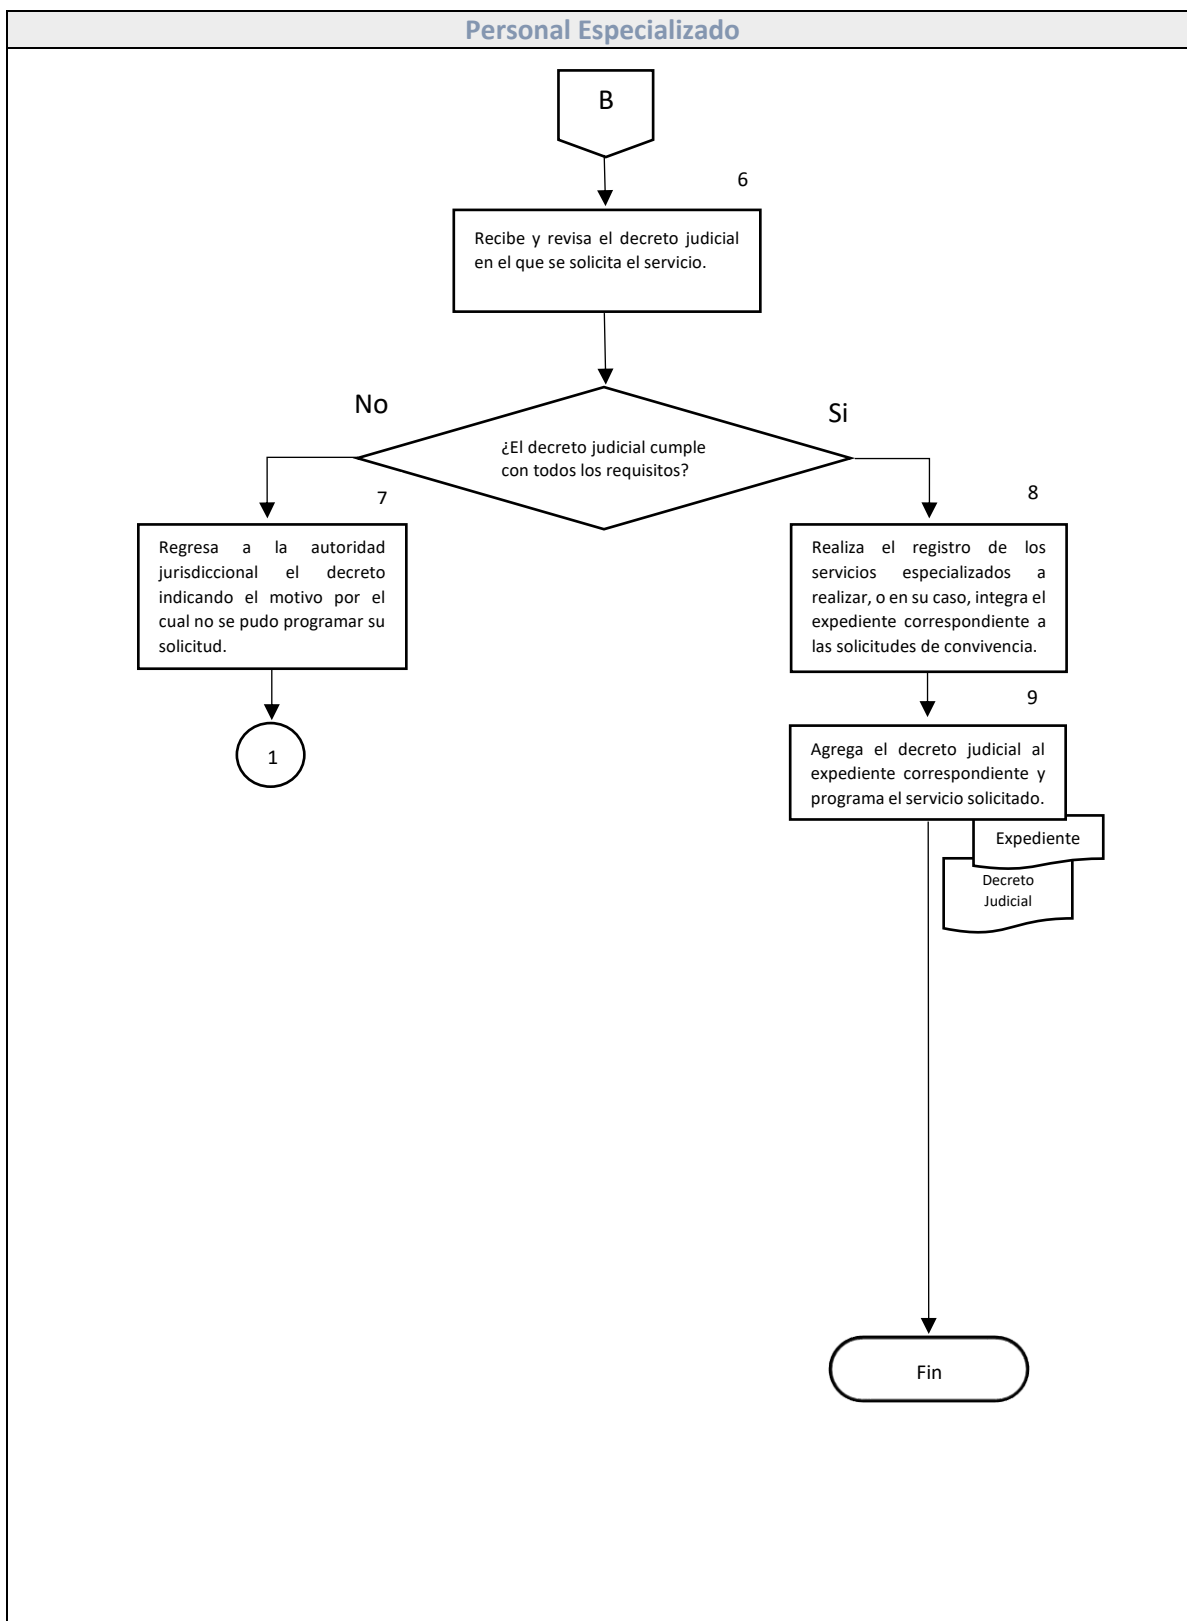 Personal Especializado
B
6
Recibe y revisa el decreto judicial
en el que se solicita el servicio.
No
Si
¿El decreto judicial cumple
con todos los requisitos?
7
8
Regresa a la autoridad
jurisdiccional el decreto
indicando el motivo por el
cual no se pudo programar su
solicitud.
Realiza el registro de los
servicios especializados a
realizar, o en su caso, integra el
expediente correspondiente a
las solicitudes de convivencia.
9
1
Agrega el decreto judicial al
expediente correspondiente y
programa el servicio solicitado.
Expediente
Decreto
Judicial
Fin